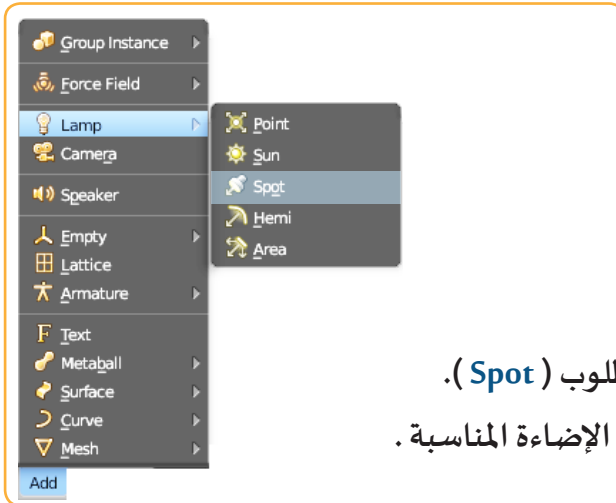 Group Instance
Force Field
Lamp
Camera
Speaker
Empty
Lattice
Armature
Text
Metaball
Surface
Curve
Mesh
Add
Point
Sun
Spot
Hemi
Area
( Spot ).
الإضاءة المناسبة .